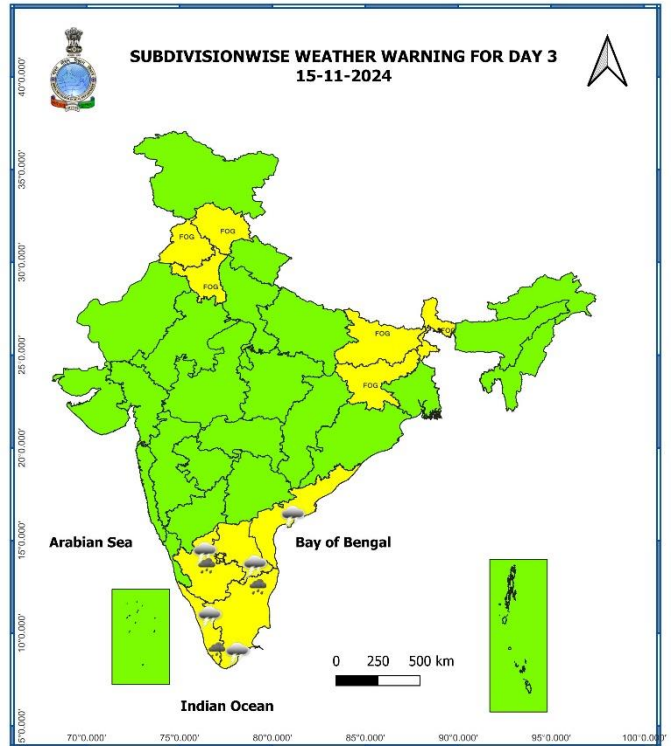 SUBDIVISIONWISE WEATHER WARNING FOR DAY 3
15-11-2024
40°0.000'
35°0.000'
30°0.000'
25°0.000'
20°0.000'
15°0.000'
10°0.000'
5°0.000'
FOG
FOG
FOG
FOG
FOG
FOG
Arabian Sea
Bay of Bengal
0 250 500 km
Indian Ocean
70°0.000' 75°0.000' 80°0.000' 85°0.000' 90°0.000' 95°0.000' 100°0.000'